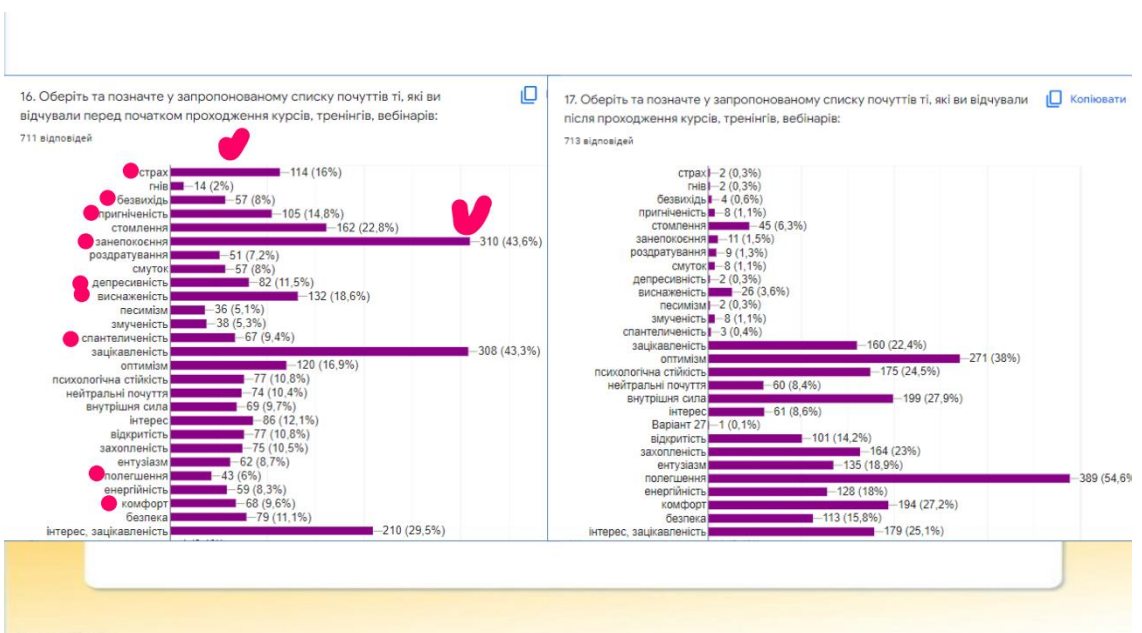 16. Оберіть та позначте у запропонованому списку почуттів ті, які ви
відчували перед початком проходження курсів, тренінгів, вебінарів:
711 відповідей
страх 114 (16%)
гнів 14 (2%)
безвихідь 57 (8%)
пригніченість 105 (14,8%)
стомлення 162 (22,8%)
занепокоєння 310 (43,6%)
роздратування 51 (7,2%)
смуток 57 (8%)
депресивність 82 (11,5%)
виснаженість 132 (18,6%)
песимізм 36 (5,1%)
змученість 38 (5,3%)
спантеличеність 67 (9,4%)
зацікавленість 308 (43,3%)
оптимізм 120 (16,9%)
психологічна стійкість 77 (10,8%)
нейтральні почуття 74 (10,4%)
внутрішня сила 69 (9,7%)
інтерес 86 (12,1%)
відкритість 77 (10,8%)
захопленість 75 (10,5%)
ентузіазм 62 (8,7%)
полегшення 43 (6%)
енергійність 59 (8,3%)
комфорт 68 (9,6%)
безпека 79 (11,1%)
інтерес, зацікавленість 210 (29,5%)
17. Оберіть та позначте у запропонованому списку почуттів ті, які ви відчували
після проходження курсів, тренінгів, вебінарів:
Копіювати
713 відповідей
страх 2 (0,3%)
гнів 2 (0,3%)
безвихідь 4 (0,6%)
пригніченість 8 (1,1%)
стомлення 45 (6,3%)
занепокоєння 11 (1,5%)
роздратування 9 (1,3%)
смуток 8 (1,1%)
депресивність 2 (0,3%)
виснаженість 26 (3,6%)
песимізм 2 (0,3%)
змученість 8 (1,1%)
спантеличеність 3 (0,4%)
зацікавленість 160 (22,4%)
оптимізм 271 (38%)
психологічна стійкість 175 (24,5%)
нейтральні почуття 60 (8,4%)
внутрішня сила 199 (27,9%)
інтерес 61 (8,6%)
Варіант 27 1 (0,1%)
відкритість 101 (14,2%)
захопленість 164 (23%)
ентузіазм 135 (18,9%)
полегшення 389 (54,6%
енергійність 128 (18%)
комфорт 194 (27,2%)
безпека 113 (15,8%)
інтерес, зацікавленість 179 (25,1%)